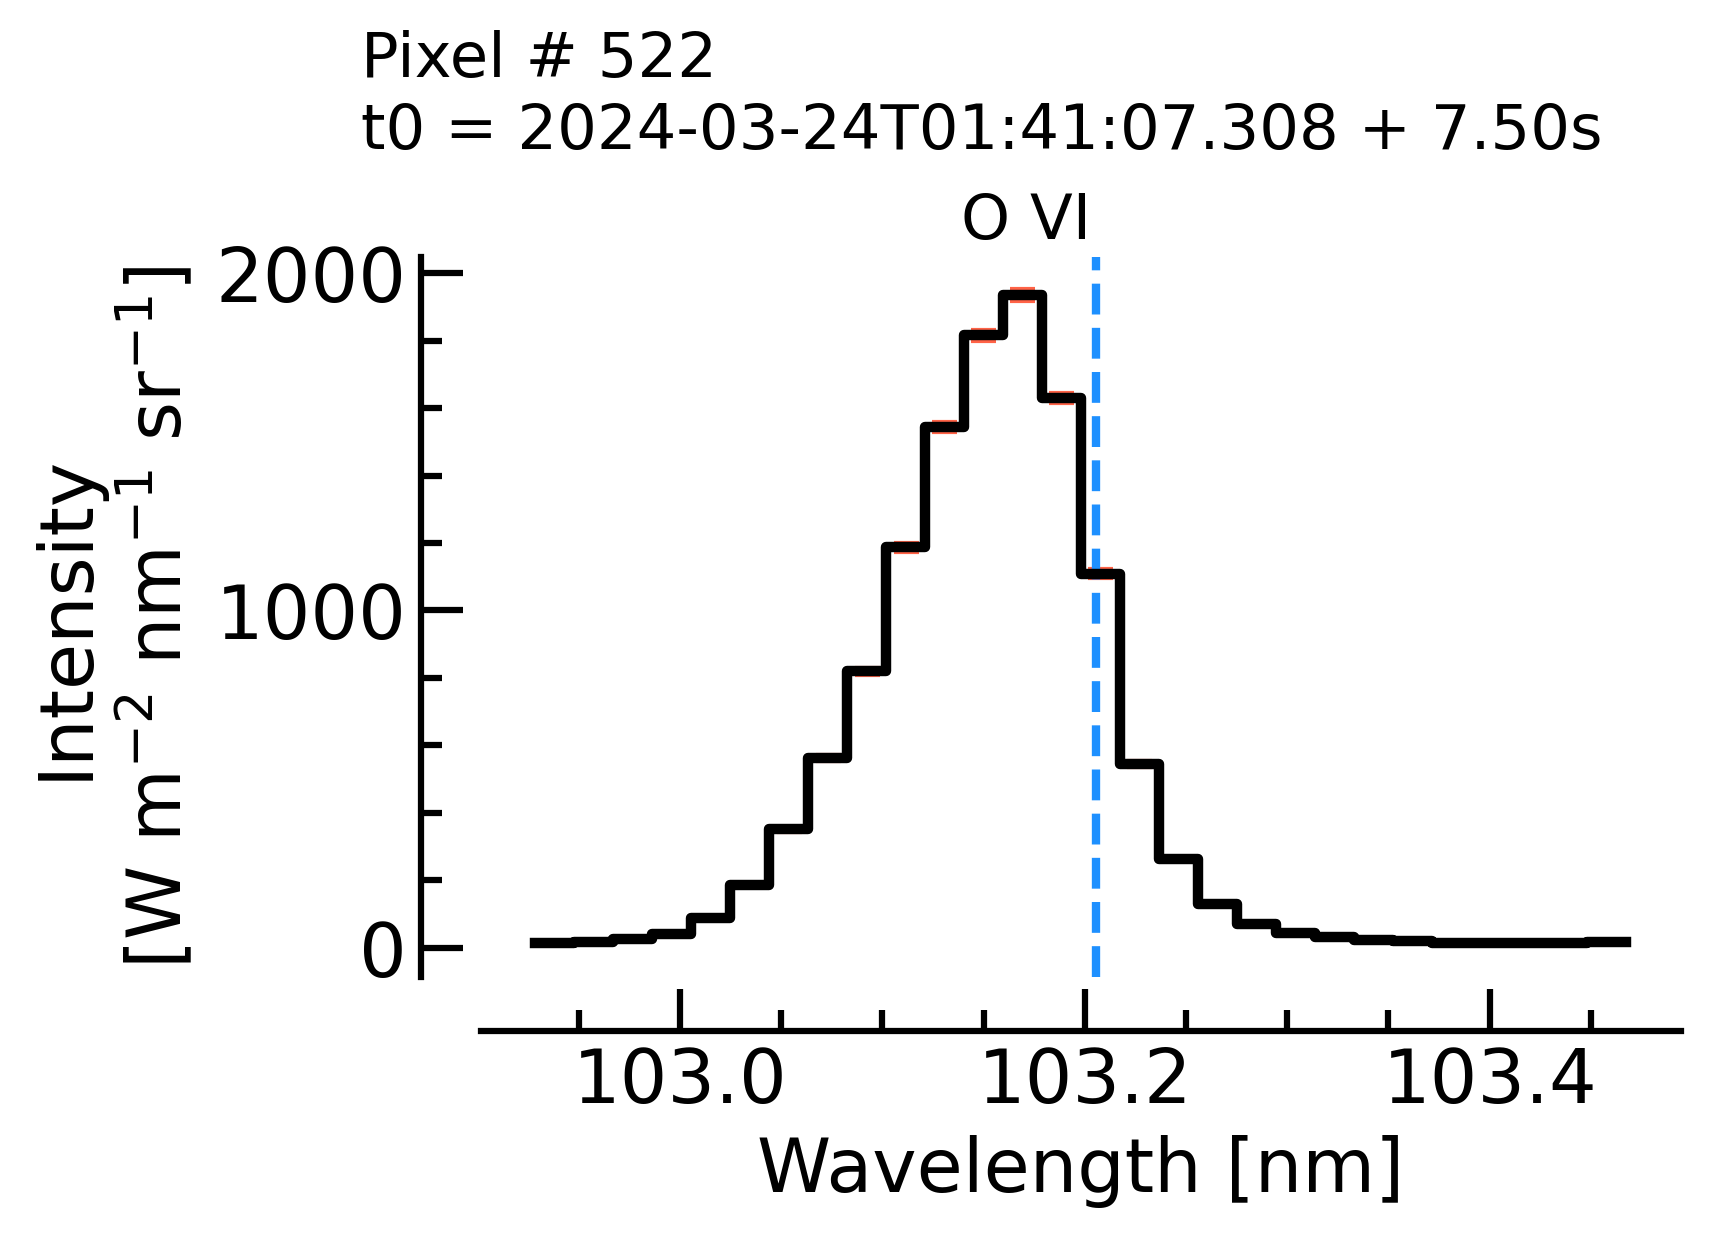 Pixel # 522
t0 = 2024-03-24T01:41:07.308 + 7.50s
O VI
Intensity
[W m⁻² nm⁻¹ sr⁻¹]
2000
1000
0
103.0 103.2 103.4
Wavelength [nm]